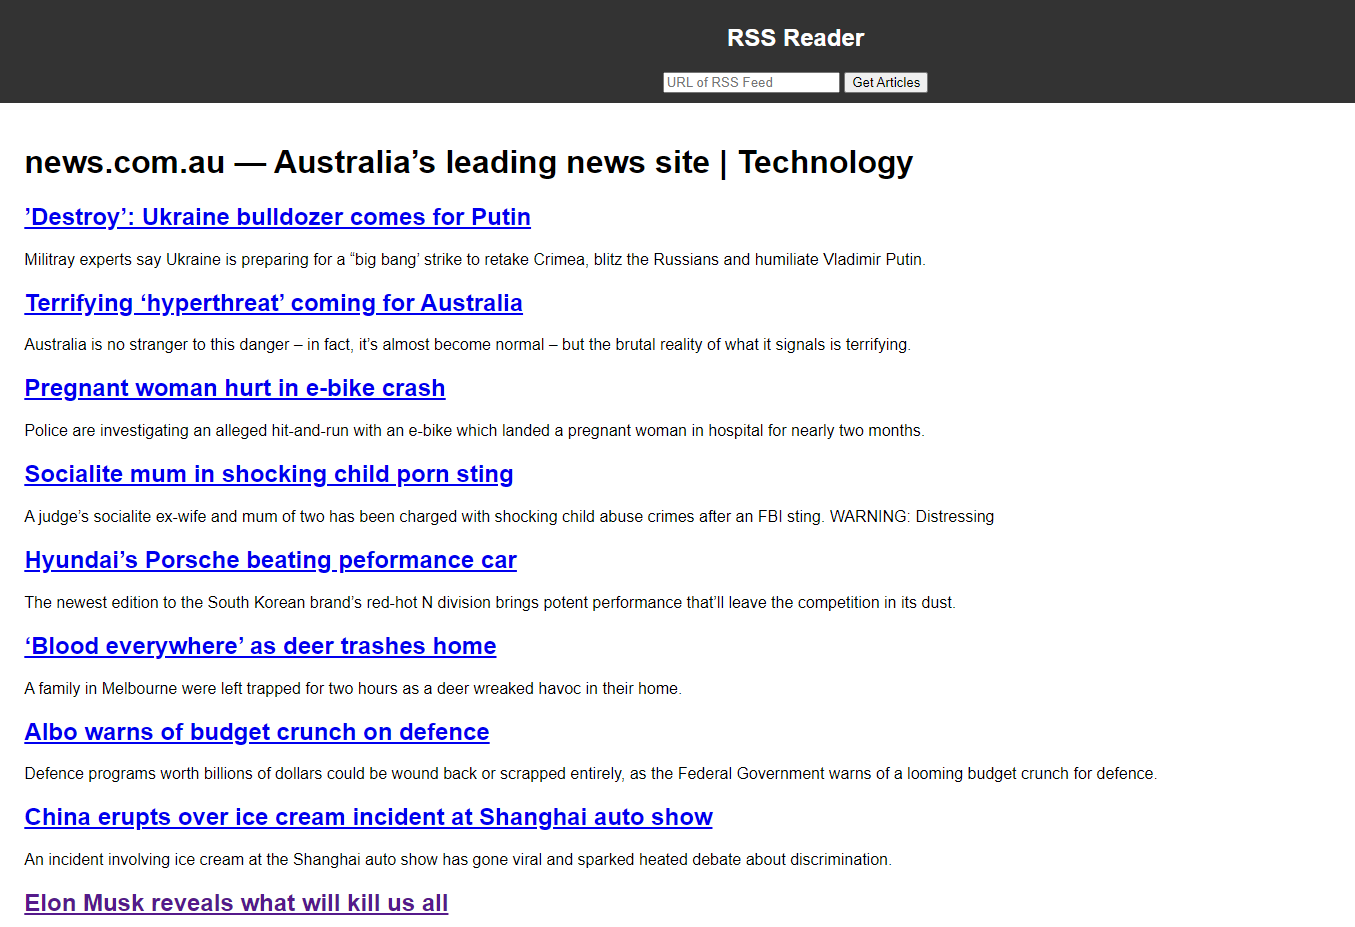 RSS Reader
URL of RSS Feed Get Articles
news.com.au — Australia’s leading news site | Technology
’Destroy’: Ukraine bulldozer comes for Putin
Militray experts say Ukraine is preparing for a “big bang’ strike to retake Crimea, blitz the Russians and humiliate Vladimir Putin.
Terrifying ‘hyperthreat’ coming for Australia
Australia is no stranger to this danger – in fact, it’s almost become normal – but the brutal reality of what it signals is terrifying.
Pregnant woman hurt in e-bike crash
Police are investigating an alleged hit-and-run with an e-bike which landed a pregnant woman in hospital for nearly two months.
Socialite mum in shocking child porn sting
A judge’s socialite ex-wife and mum of two has been charged with shocking child abuse crimes after an FBI sting. WARNING: Distressing
Hyundai’s Porsche beating peformance car
The newest edition to the South Korean brand’s red-hot N division brings potent performance that’ll leave the competition in its dust.
‘Blood everywhere’ as deer trashes home
A family in Melbourne were left trapped for two hours as a deer wreaked havoc in their home.
Albo warns of budget crunch on defence
Defence programs worth billions of dollars could be wound back or scrapped entirely, as the Federal Government warns of a looming budget crunch for defence.
China erupts over ice cream incident at Shanghai auto show
An incident involving ice cream at the Shanghai auto show has gone viral and sparked heated debate about discrimination.
Elon Musk reveals what will kill us all